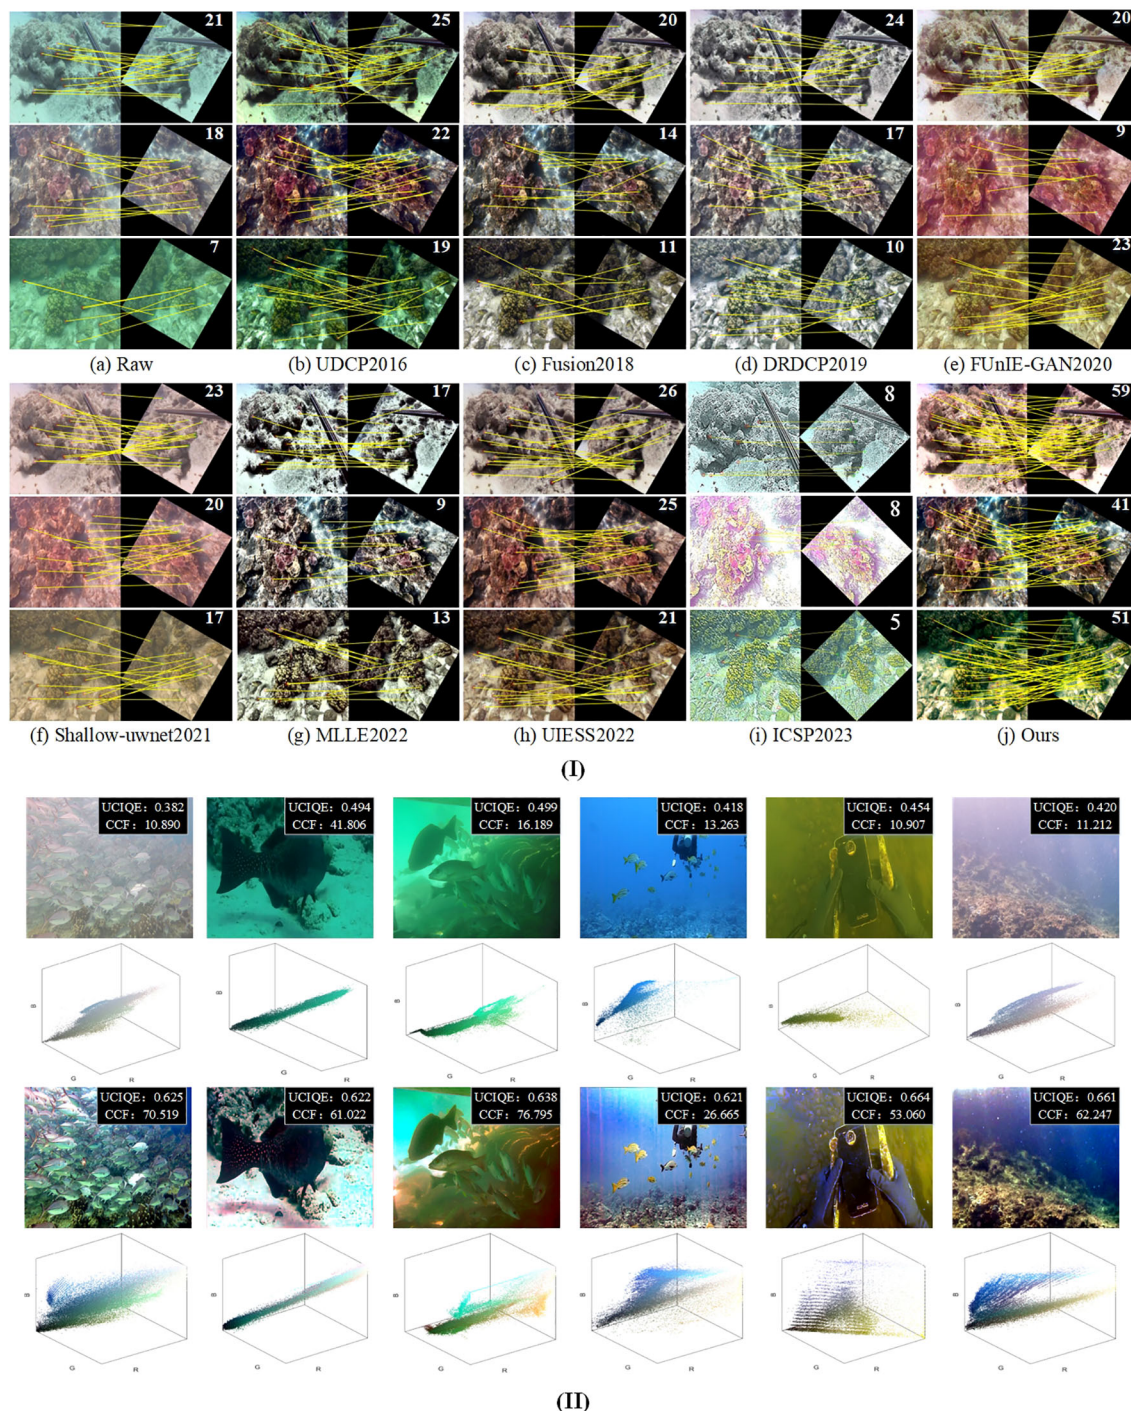 21 25 20 24 20
18 22 14 17 9
7 19 11 10 23
(a) Raw (b) UDCP2016 (c) Fusion2018 (d) DRDCP2019 (e) FUnIE-GAN2020
23 17 26 8 59
20 9 25 8 41
17 13 21 5 51
(f) Shallow-uwnet2021 (g) MLLE2022 (h) UIESS2022 (i) ICSP2023 (j) Ours
(I)
UCIQE: 0.382 UCIQE: 0.494 UCIQE: 0.499 UCIQE: 0.418 UCIQE: 0.454 UCIQE: 0.420
CCF: 10.890 CCF: 41.806 CCF: 16.189 CCF: 13.263 CCF: 10.907 CCF: 11.212
B B B B B B
G R G R G R G R G R G R
UCIQE: 0.625 UCIQE: 0.622 UCIQE: 0.638 UCIQE: 0.621 UCIQE: 0.664 UCIQE: 0.661
CCF: 70.519 CCF: 61.022 CCF: 76.795 CCF: 26.665 CCF: 53.060 CCF: 62.247
B B B B B B
G R G R G R G R G R G R
(II)